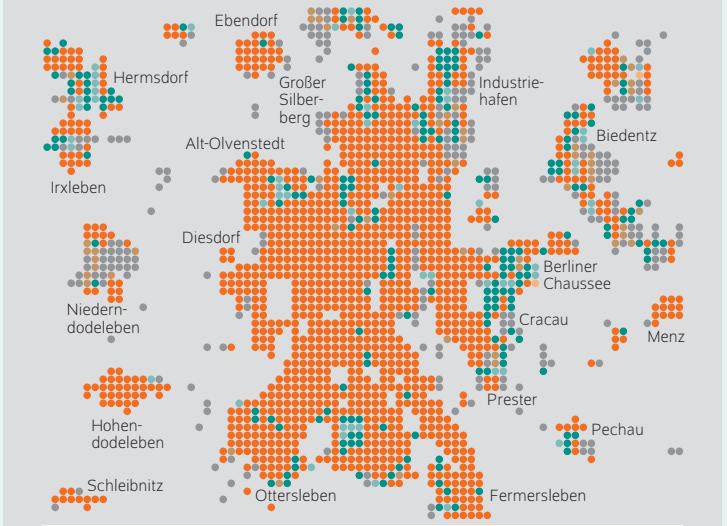 Ebendorf
Hermsdorf
Großer
Silber-
berg
Industrie-
hafen
Alt-Olvenstedt
Biedentz
Irxleben
Diesdorf
Berliner
Chaussee
Niedern-
dodeleben
Cracau
Menz
Prester
Hohen-
dodeleben
Pechau
Schleibnitz
Ottersleben
Fermersleben